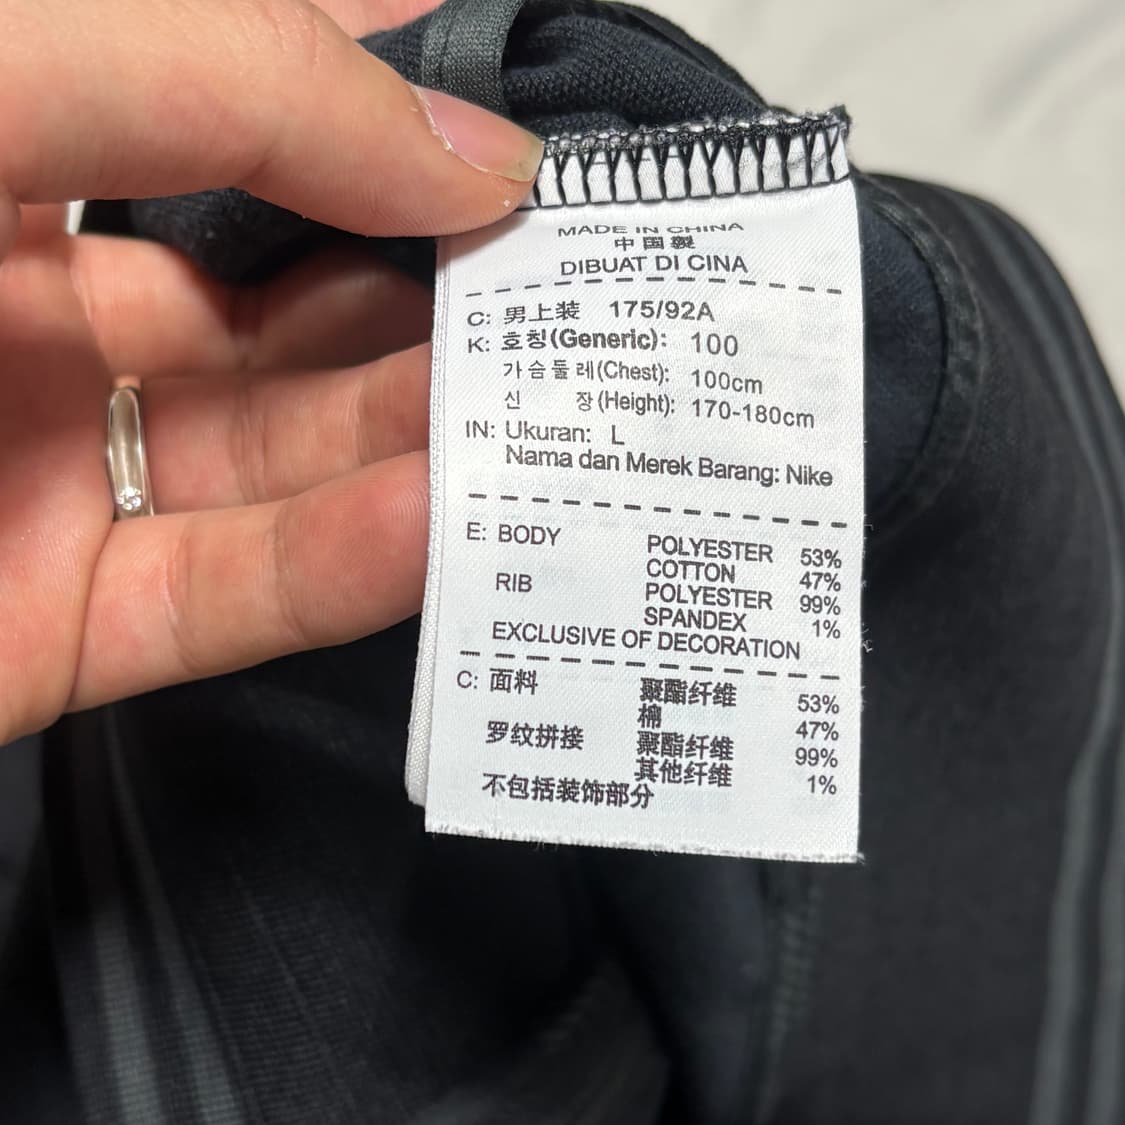 MADE IN CHINA
中国製
DIBUAT DI CINA
C: 男上装 175/92A
K: 호칭(Generic): 100
가슴둘레(Chest): 100cm
신 장(Height): 170-180cm
IN: Ukuran: L
Nama dan Merek Barang: Nike
E: BODY POLYESTER 53%
COTTON 47%
RIB POLYESTER 99%
SPANDEX 1%
EXCLUSIVE OF DECORATION
C: 面料 聚酯纤维 53%
棉 47%
罗纹拼接 聚酯纤维 99%
其他纤维 1%
不包括装饰部分